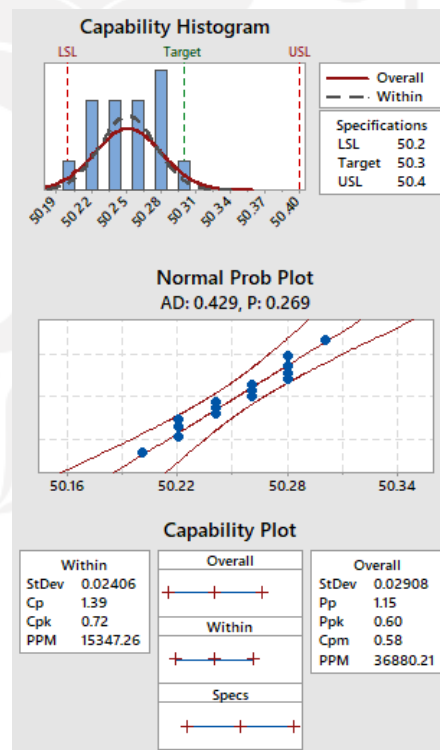 Capability Histogram
LSL Target USL
Overall
Within
Specifications
LSL 50.2
Target 50.3
USL 50.4
50.19 50.22 50.25 50.28 50.31 50.34 50.37 50.40
Normal Prob Plot
AD: 0.429, P: 0.269
50.16 50.22 50.28 50.34
Capability Plot
Within
StDev 0.02406
Cp 1.39
Cpk 0.72
PPM 15347.26
Overall
Within
Specs
Overall
StDev 0.02908
Pp 1.15
Ppk 0.60
Cpm 0.58
PPM 36880.21